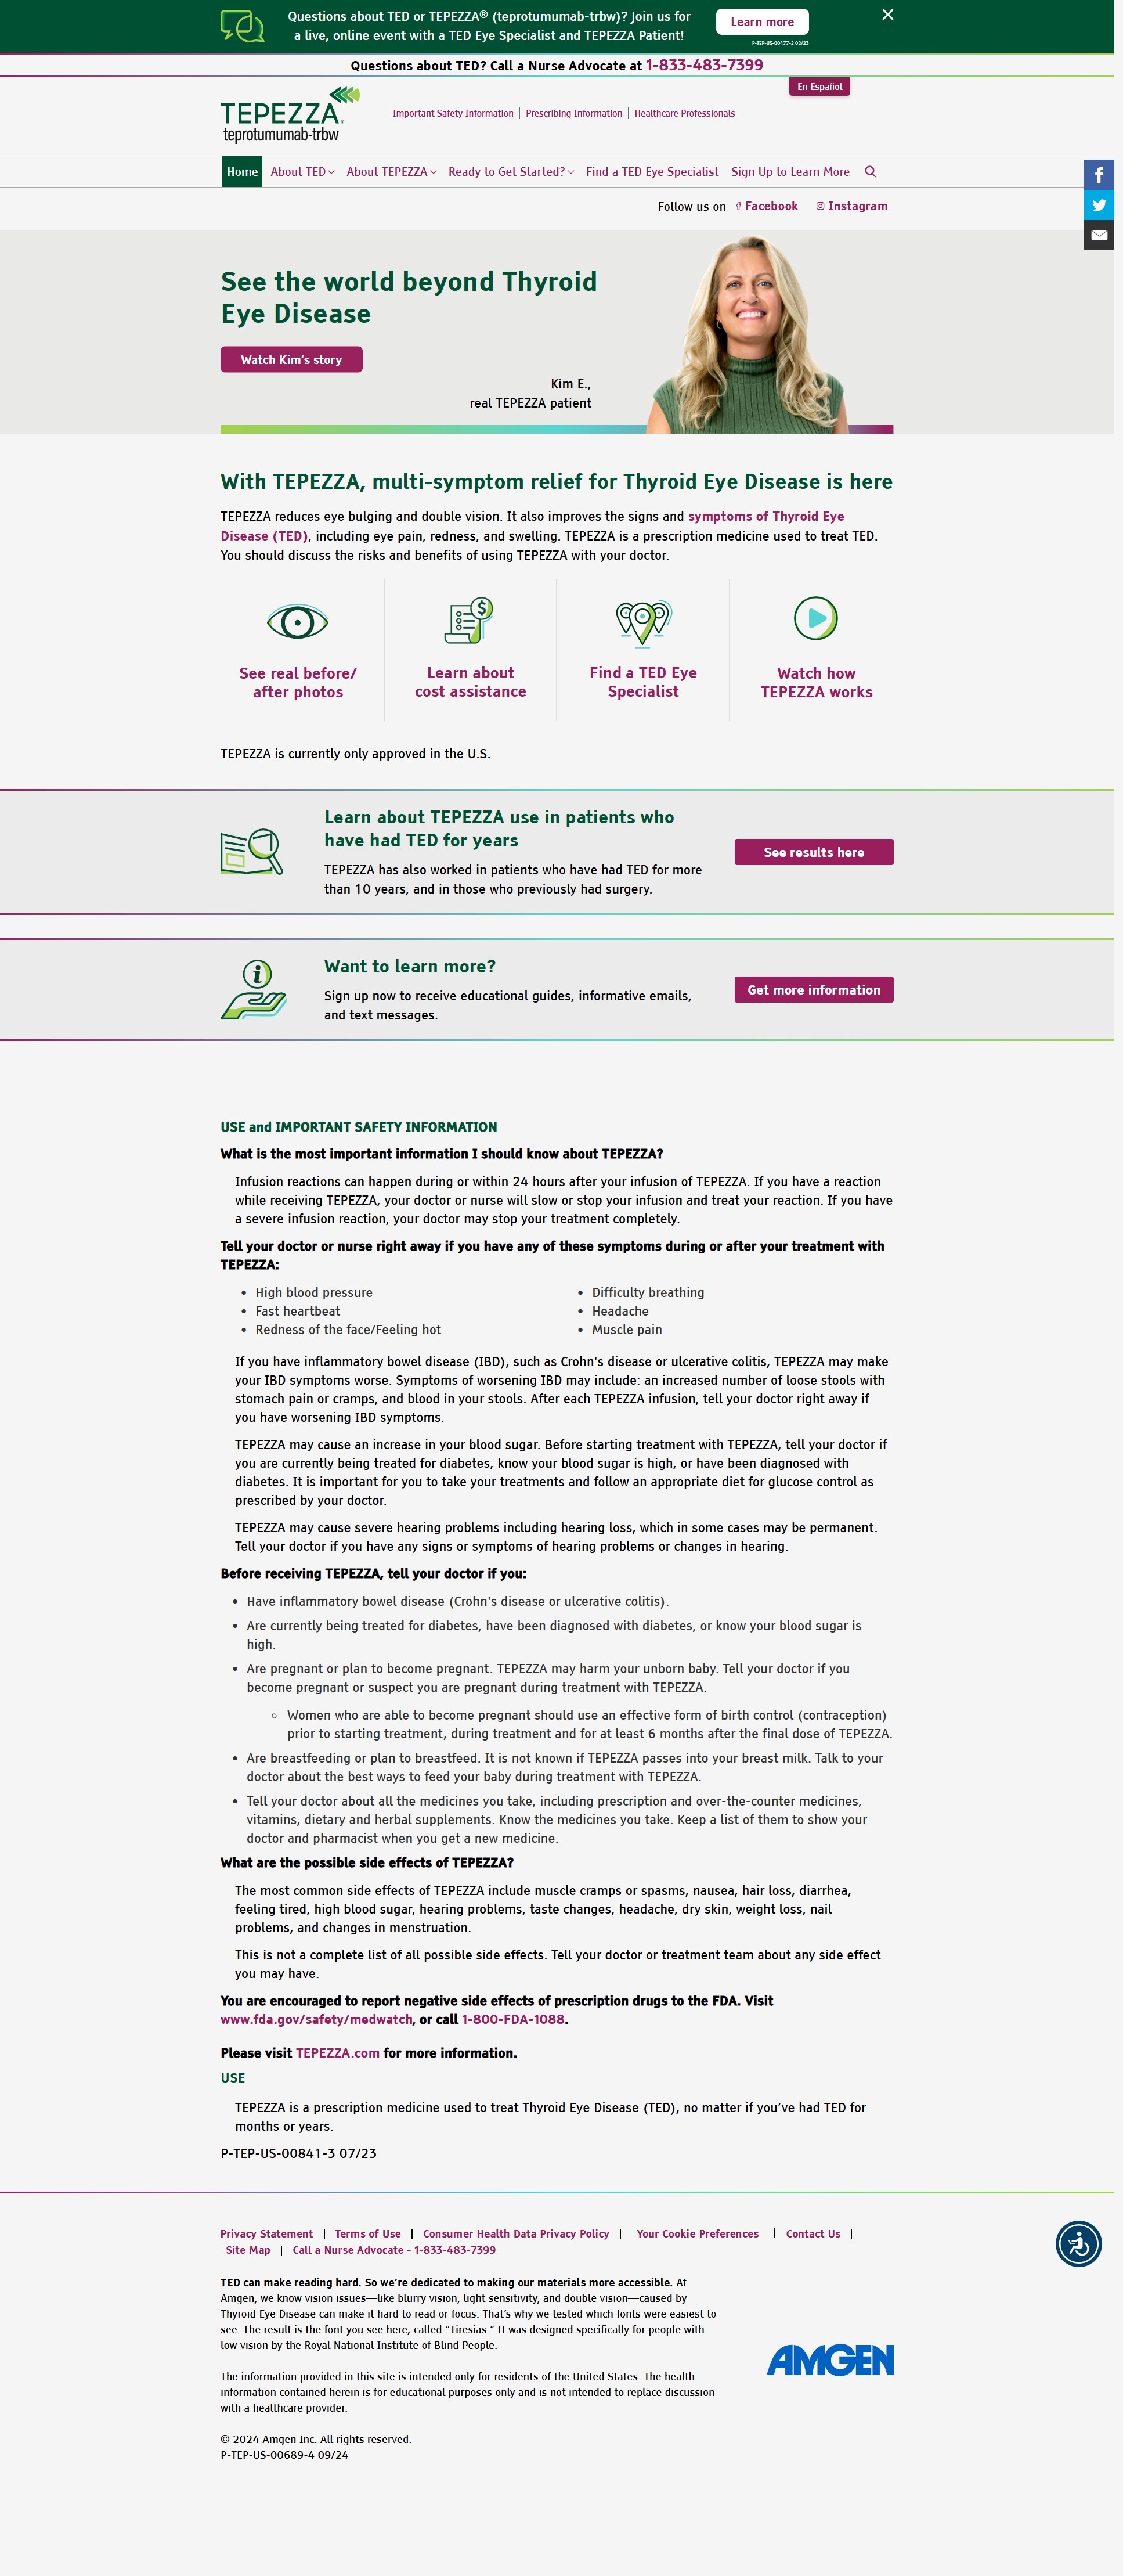 Questions about TED or TEPEZZA® (teprotumumab-trbw)? Join us for
a live, online event with a TED Eye Specialist and TEPEZZA Patient!
Learn more
P-TEP-US-00477-2 02/23
Questions about TED? Call a Nurse Advocate at 1-833-483-7399
En Español
TEPEZZA®
teprotumumab-trbw
Important Safety Information
Prescribing Information
Healthcare Professionals
Home
About TED
About TEPEZZA
Ready to Get Started?
Find a TED Eye Specialist
Sign Up to Learn More
Follow us on
Facebook
Instagram
See the world beyond Thyroid
Eye Disease
Watch Kim's story
Kim E.,
real TEPEZZA patient
With TEPEZZA, multi-symptom relief for Thyroid Eye Disease is here
TEPEZZA reduces eye bulging and double vision. It also improves the signs and symptoms of Thyroid Eye
Disease (TED), including eye pain, redness, and swelling. TEPEZZA is a prescription medicine used to treat TED.
You should discuss the risks and benefits of using TEPEZZA with your doctor.
See real before/
after photos
Learn about
cost assistance
Find a TED Eye
Specialist
Watch how
TEPEZZA works
TEPEZZA is currently only approved in the U.S.
Learn about TEPEZZA use in patients who
have had TED for years
TEPEZZA has also worked in patients who have had TED for more
than 10 years, and in those who previously had surgery.
See results here
Want to learn more?
Sign up now to receive educational guides, informative emails,
and text messages.
Get more information
USE and IMPORTANT SAFETY INFORMATION
What is the most important information I should know about TEPEZZA?
Infusion reactions can happen during or within 24 hours after your infusion of TEPEZZA. If you have a reaction
while receiving TEPEZZA, your doctor or nurse will slow or stop your infusion and treat your reaction. If you have
a severe infusion reaction, your doctor may stop your treatment completely.
Tell your doctor or nurse right away if you have any of these symptoms during or after your treatment with
TEPEZZA:
• High blood pressure
• Fast heartbeat
• Redness of the face/Feeling hot
• Difficulty breathing
• Headache
• Muscle pain
If you have inflammatory bowel disease (IBD), such as Crohn's disease or ulcerative colitis, TEPEZZA may make
your IBD symptoms worse. Symptoms of worsening IBD may include: an increased number of loose stools with
stomach pain or cramps, and blood in your stools. After each TEPEZZA infusion, tell your doctor right away if
you have worsening IBD symptoms.
TEPEZZA may cause an increase in your blood sugar. Before starting treatment with TEPEZZA, tell your doctor if
you are currently being treated for diabetes, know your blood sugar is high, or have been diagnosed with
diabetes. It is important for you to take your treatments and follow an appropriate diet for glucose control as
prescribed by your doctor.
TEPEZZA may cause severe hearing problems including hearing loss, which in some cases may be permanent.
Tell your doctor if you have any signs or symptoms of hearing problems or changes in hearing.
Before receiving TEPEZZA, tell your doctor if you:
• Have inflammatory bowel disease (Crohn's disease or ulcerative colitis).
• Are currently being treated for diabetes, have been diagnosed with diabetes, or know your blood sugar is
high.
• Are pregnant or plan to become pregnant. TEPEZZA may harm your unborn baby. Tell your doctor if you
become pregnant or suspect you are pregnant during treatment with TEPEZZA.
◦ Women who are able to become pregnant should use an effective form of birth control (contraception)
prior to starting treatment, during treatment and for at least 6 months after the final dose of TEPEZZA.
• Are breastfeeding or plan to breastfeed. It is not known if TEPEZZA passes into your breast milk. Talk to your
doctor about the best ways to feed your baby during treatment with TEPEZZA.
• Tell your doctor about all the medicines you take, including prescription and over-the-counter medicines,
vitamins, dietary and herbal supplements. Know the medicines you take. Keep a list of them to show your
doctor and pharmacist when you get a new medicine.
What are the possible side effects of TEPEZZA?
The most common side effects of TEPEZZA include muscle cramps or spasms, nausea, hair loss, diarrhea,
feeling tired, high blood sugar, hearing problems, taste changes, headache, dry skin, weight loss, nail
problems, and changes in menstruation.
This is not a complete list of all possible side effects. Tell your doctor or treatment team about any side effect
you may have.
You are encouraged to report negative side effects of prescription drugs to the FDA. Visit
www.fda.gov/safety/medwatch, or call 1-800-FDA-1088.
Please visit TEPEZZA.com for more information.
USE
TEPEZZA is a prescription medicine used to treat Thyroid Eye Disease (TED), no matter if you've had TED for
months or years.
P-TEP-US-00841-3 07/23
Privacy Statement | Terms of Use | Consumer Health Data Privacy Policy | Your Cookie Preferences | Contact Us |
Site Map | Call a Nurse Advocate - 1-833-483-7399
TED can make reading hard. So we're dedicated to making our materials more accessible. At
Amgen, we know vision issues—like blurry vision, light sensitivity, and double vision—caused by
Thyroid Eye Disease can make it hard to read or focus. That's why we tested which fonts were easiest to
see. The result is the font you see here, called “Tiresias.” It was designed specifically for people with
low vision by the Royal National Institute of Blind People.
AMGEN
The information provided in this site is intended only for residents of the United States. The health
information contained herein is for educational purposes only and is not intended to replace discussion
with a healthcare provider.
© 2024 Amgen Inc. All rights reserved.
P-TEP-US-00689-4 09/24